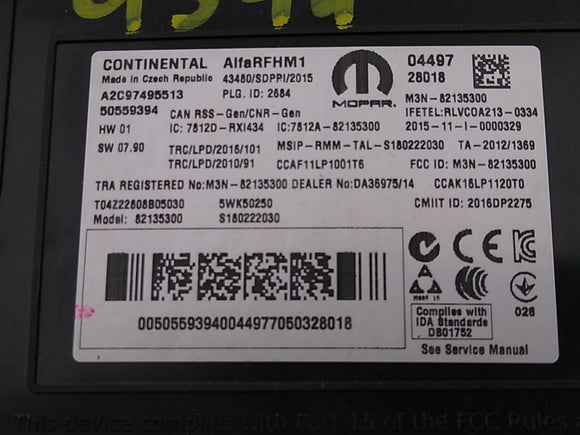 CONTINENTAL AlfaRFHM1
Made in Czech Republic 43480/SDPPI/2015
A2C97495513 PLG. ID: 2684
MOPAR
04497
28018
M3N-82135300
50559394 CAN RSS-Gen/CNR-Gen IFETEL:RLVCOA213-0334
HW 01 IC: 7812D-RXI434 IC:7812A-82135300 2015-11-I-0000329
SW 07.90 TRC/LPD/2016/101 MSIP-RMM-TAL-S180222030 TA-2012/1369
TRC/LPD/2010/91 CCAF11LP1001T6 FCC ID: M3N-82135300
TRA REGISTERED No:M3N-82135300 DEALER No:DA36975/14 CCAK16LP1120T0
T04Z22808B05030 5WK50250 CMIIT ID: 2016DP2275
Model: 82135300 S180222030
00505593940044977050328018
CE
028
Complies with
IDA Standards
DB01752
See Service Manual
This device complies with Part 15 of the FCC Rules